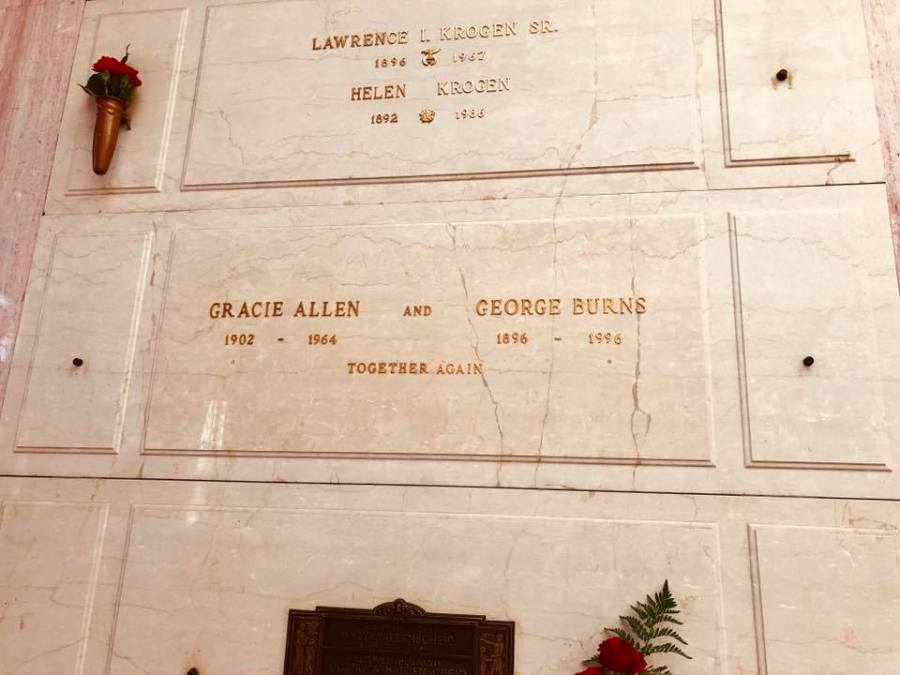 LAWRENCE I. KROGEN SR.
1896 1967
HELEN KROGEN
1892 1986
GRACIE ALLEN AND GEORGE BURNS
1902 - 1964 1896 - 1996
TOGETHER AGAIN